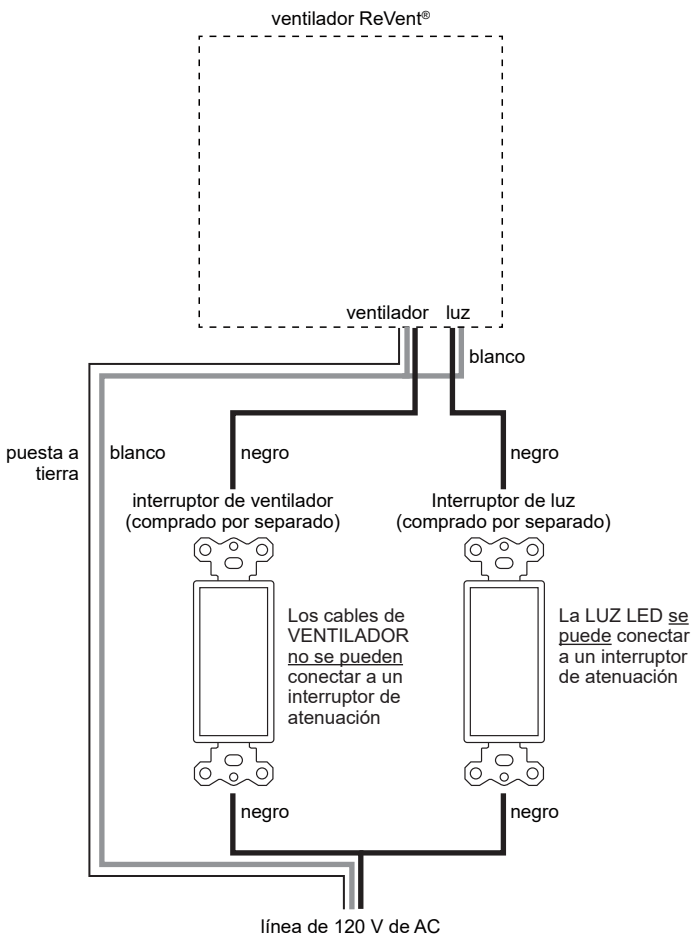 ventilador ReVent®
ventilador luz
blanco
puesta a
tierra
blanco
negro
negro
interruptor de ventilador
(comprado por separado)
Interruptor de luz
(comprado por separado)
Los cables de
VENTILADOR
no se pueden
conectar a un
interruptor de
atenuación
La LUZ LED se
puede conectar
a un interruptor
de atenuación
negro
negro
línea de 120 V de AC